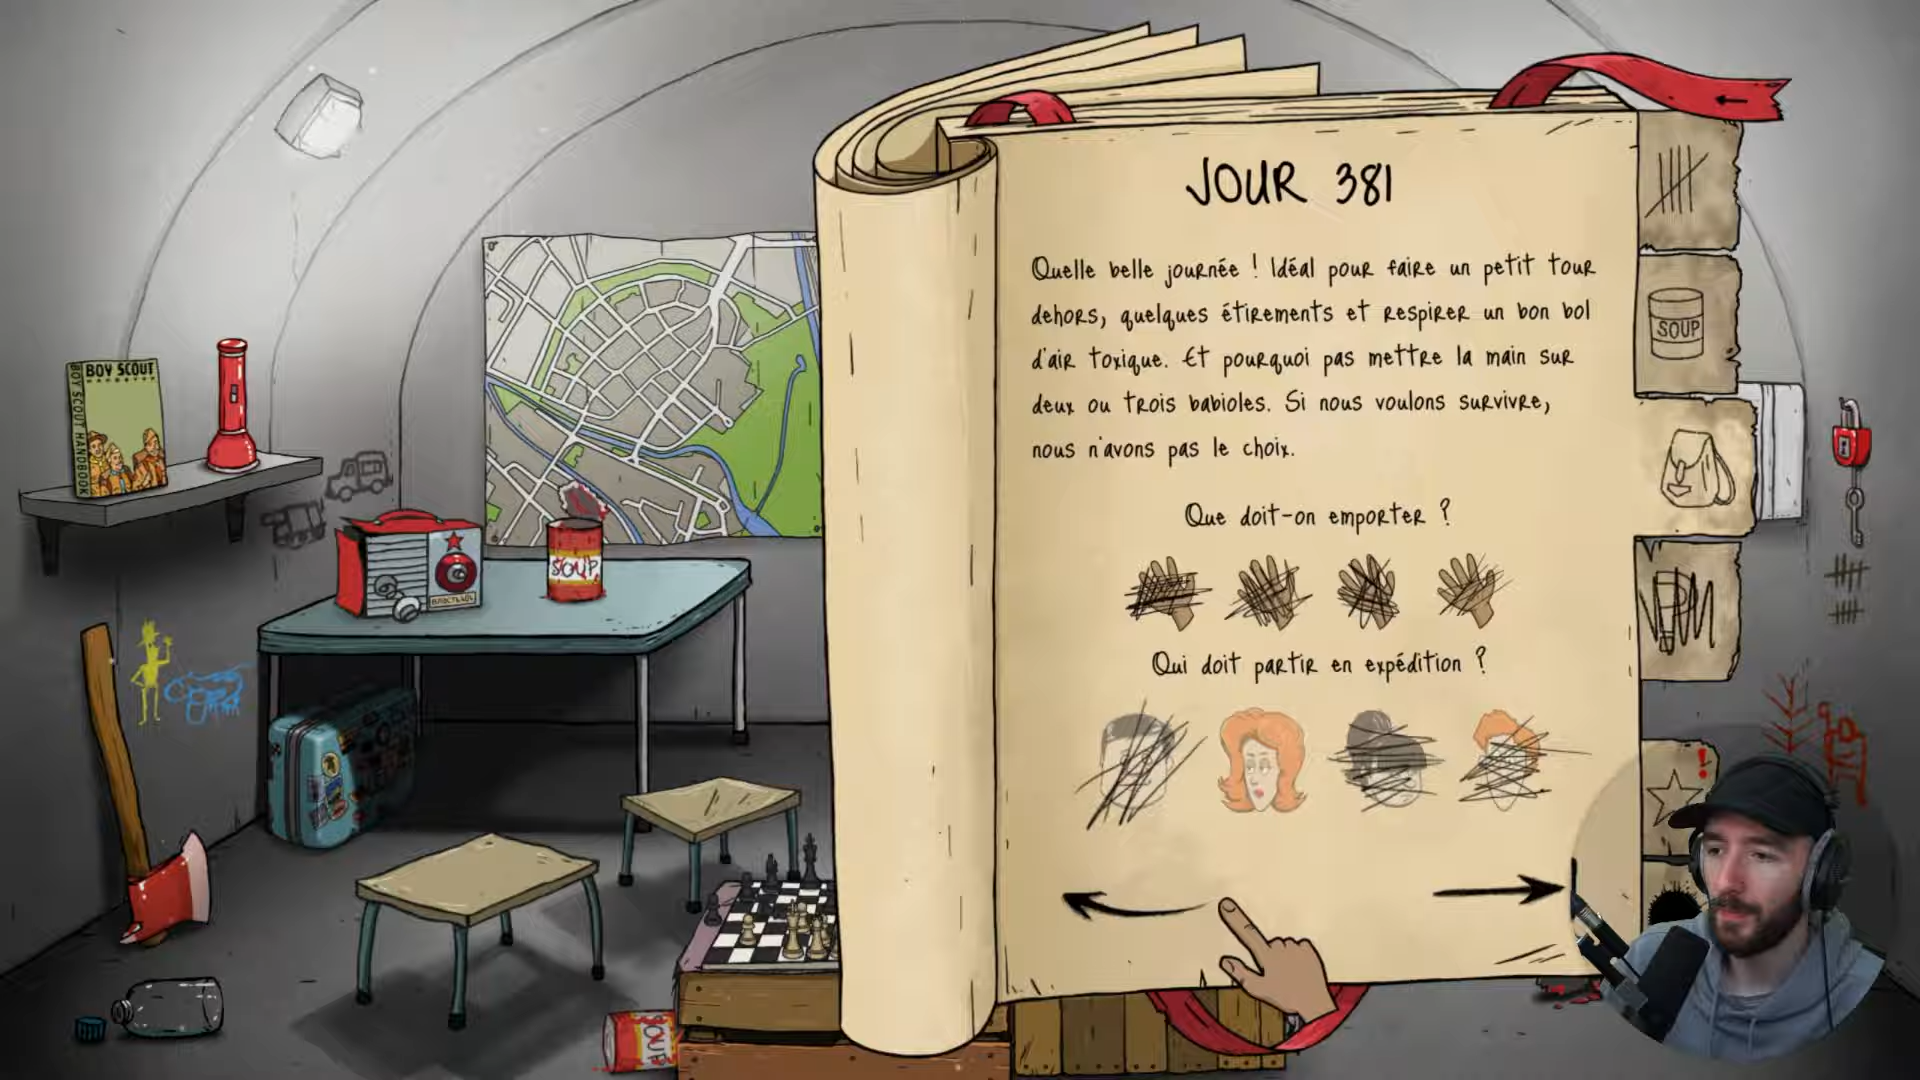 JOUR 381
Quelle belle journée ! Idéal pour faire un petit tour
dehors, quelques étirements et respirer un bon bol
d'air toxique. Et pourquoi pas mettre la main sur
deux ou trois babioles. Si nous voulons survivre,
nous n'avons pas le choix.
Que doit-on emporter ?
Qui doit partir en expédition ?
SOUP
BOY SCOUT
BOY SCOUT HANDBOOK
SOUP
SOUP